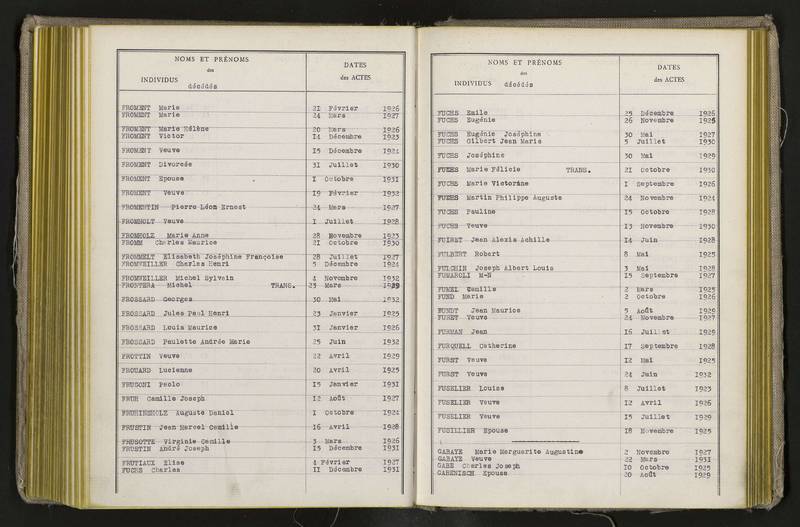 NOMS ET PRÉNOMS
des
INDIVIDUS décédés
DATES
des ACTES
FROMENT Marie 21 Février 1926
FROMENT Marie 24 Mars 1927
FROMENT Marie Hélène 20 Mars 1926
FROMENT Victor 14 Décembre 1923
FROMENT Veuve 15 Décembre 1924
FROMENT Divorcée 31 Juillet 1930
FROMENT Epouse I Octobre 1931
FROMENT Veuve 19 Février 1932
FROMENTIN Pierre Léon Ernest 24 Mars 1927
FROMHOLT Veuve I Juillet 1928
FROMHOLZ Marie Anne 28 Novembre 1923
FROMM Charles Maurice 21 Octobre 1930
FROMMELT Elisabeth Joséphine Françoise 28 Juillet 1927
FROMVEILLER Charles Henri 5 Décembre 1924
FROMVEILLER Michel Sylvain 4 Novembre 1932
FRONTERA Michel TRANS. 23 Mars 1929
FROSSARD Georges 30 Mai 1932
FROSSARD Jules Paul Henri 23 Janvier 1925
FROSSARD Louis Maurice 31 Janvier 1926
FROSSARD Paulette Andrée Marie 25 Juin 1932
FROTTIN Veuve 22 Avril 1929
FROUARD Lucienne 20 Avril 1925
FRUGONI Paolo 15 Janvier 1931
FRUH Camille Joseph 12 Août 1927
FRUHINSHOLZ Auguste Daniel I Octobre 1924
FRUSTIN Jean Marcel Camille 16 Avril 1928
FRUSOTTE Virginie Camille 3 Mars 1926
FRUSTIN André Joseph 15 Décembre 1931
FRUTIAUX Elise 4 Février 1927
FUCHS Charles II Décembre 1931
NOMS ET PRÉNOMS
des
INDIVIDUS décédés
DATES
des ACTES
FUCHS Emile 25 Décembre 1926
FUCHS Eugénie 26 Novembre 1925
FUCHS Eugénie Joséphine 30 Mai 1927
FUCHS Gilbert Jean Marie 5 Juillet 1930
FUCHS Joséphine 30 Mai 1929
FUCHS Marie Félicie TRANS. 21 Octobre 1930
FUCHS Marie Victorine I Septembre 1926
FUCHS Martin Philippe Auguste 24 Novembre 1924
FUCHS Pauline 15 Octobre 1928
FUCHS Veuve 13 Novembre 1930
FUIRET Jean Alexis Achille 14 Juin 1928
FULBERT Robert 8 Mai 1925
FULCHIN Joseph Albert Louis 3 Mai 1928
FUMAROLI M-N 15 Septembre 1927
FUMEL Camille 2 Mars 1925
FUND Marie 2 Octobre 1926
FUNDT Jean Maurice 5 Août 1929
FURET Veuve 24 Novembre 1927
FURMAN Jean 16 Juillet 1929
FURQUELL Catherine 17 Septembre 1928
FURST Veuve 12 Mai 1925
FURST Veuve 24 Juin 1932
FUSELIER Louise 8 Juillet 1923
FUSELIER Veuve 12 Avril 1926
FUSELIER Veuve 15 Juillet 1929
FUSILLIER Epouse 18 Novembre 1925
GABAYE Marie Marguerite Augustine 2 Novembre 1927
GABAYE Veuve 22 Mars 1931
GABE Charles Joseph 10 Octobre 1925
GABENISCH Epouse 20 Août 1929